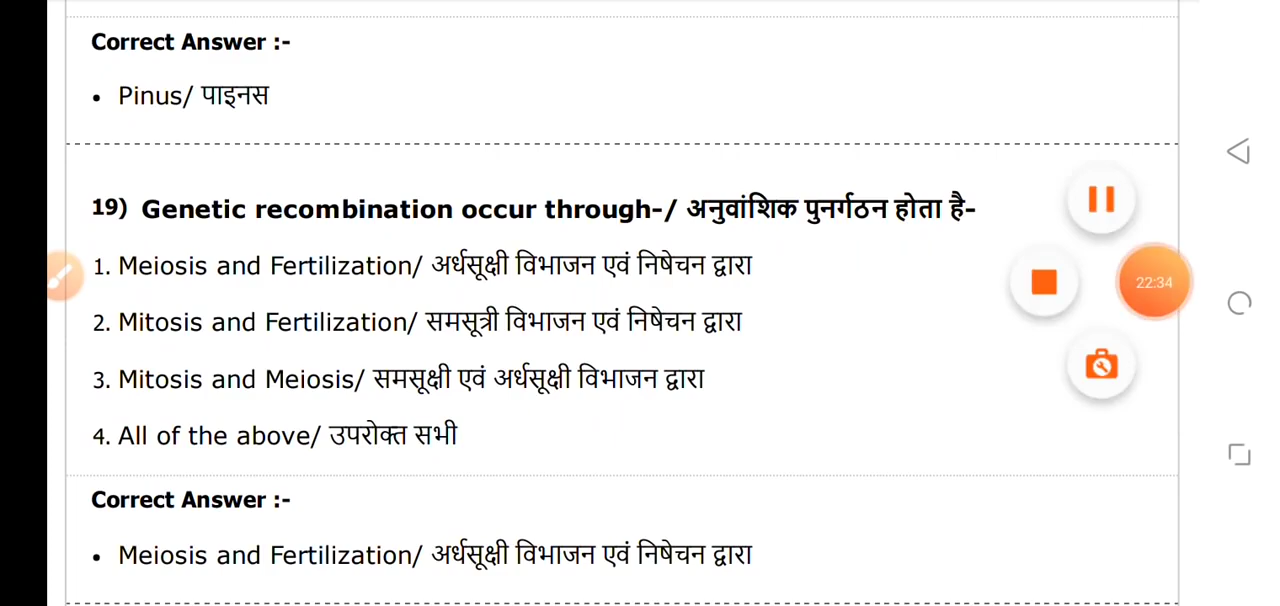 Correct Answer :-
• Pinus/ पाइनस
19) Genetic recombination occur through-/ अनुवांशिक पुनर्गठन होता है-
1. Meiosis and Fertilization/ अर्धसूक्षी विभाजन एवं निषेचन द्वारा
2. Mitosis and Fertilization/ समसूत्री विभाजन एवं निषेचन द्वारा
3. Mitosis and Meiosis/ समसूक्षी एवं अर्धसूक्षी विभाजन द्वारा
4. All of the above/ उपरोक्त सभी
22:34
Correct Answer :-
• Meiosis and Fertilization/ अर्धसूक्षी विभाजन एवं निषेचन द्वारा